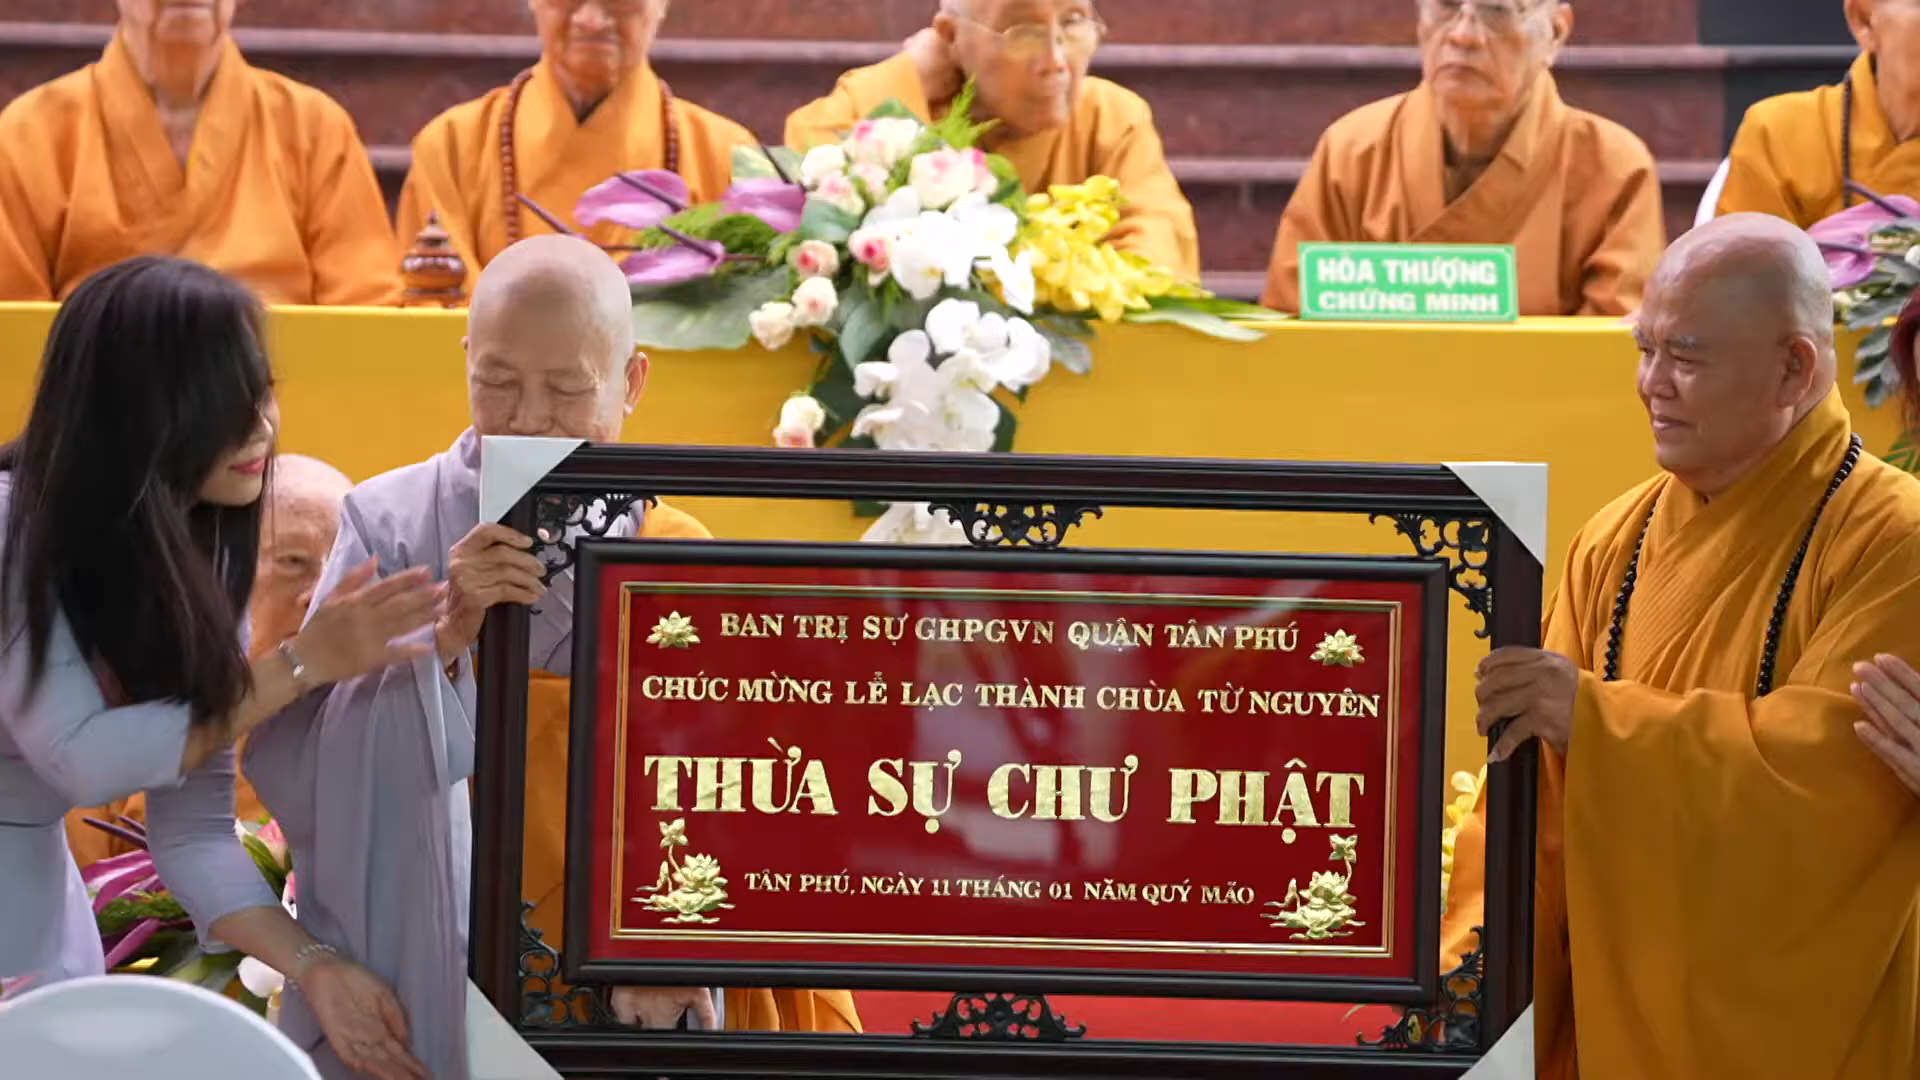 HÒA THƯỢNG
CHỨNG MINH
BAN TRỊ SỰ GHPGVN QUẬN TÂN PHÚ
CHÚC MỪNG LỄ LẠC THÀNH CHÙA TỪ NGUYÊN
THỪA SỰ CHƯ PHẬT
TÂN PHÚ, NGÀY 11 THÁNG 01 NĂM QUÝ MÃO